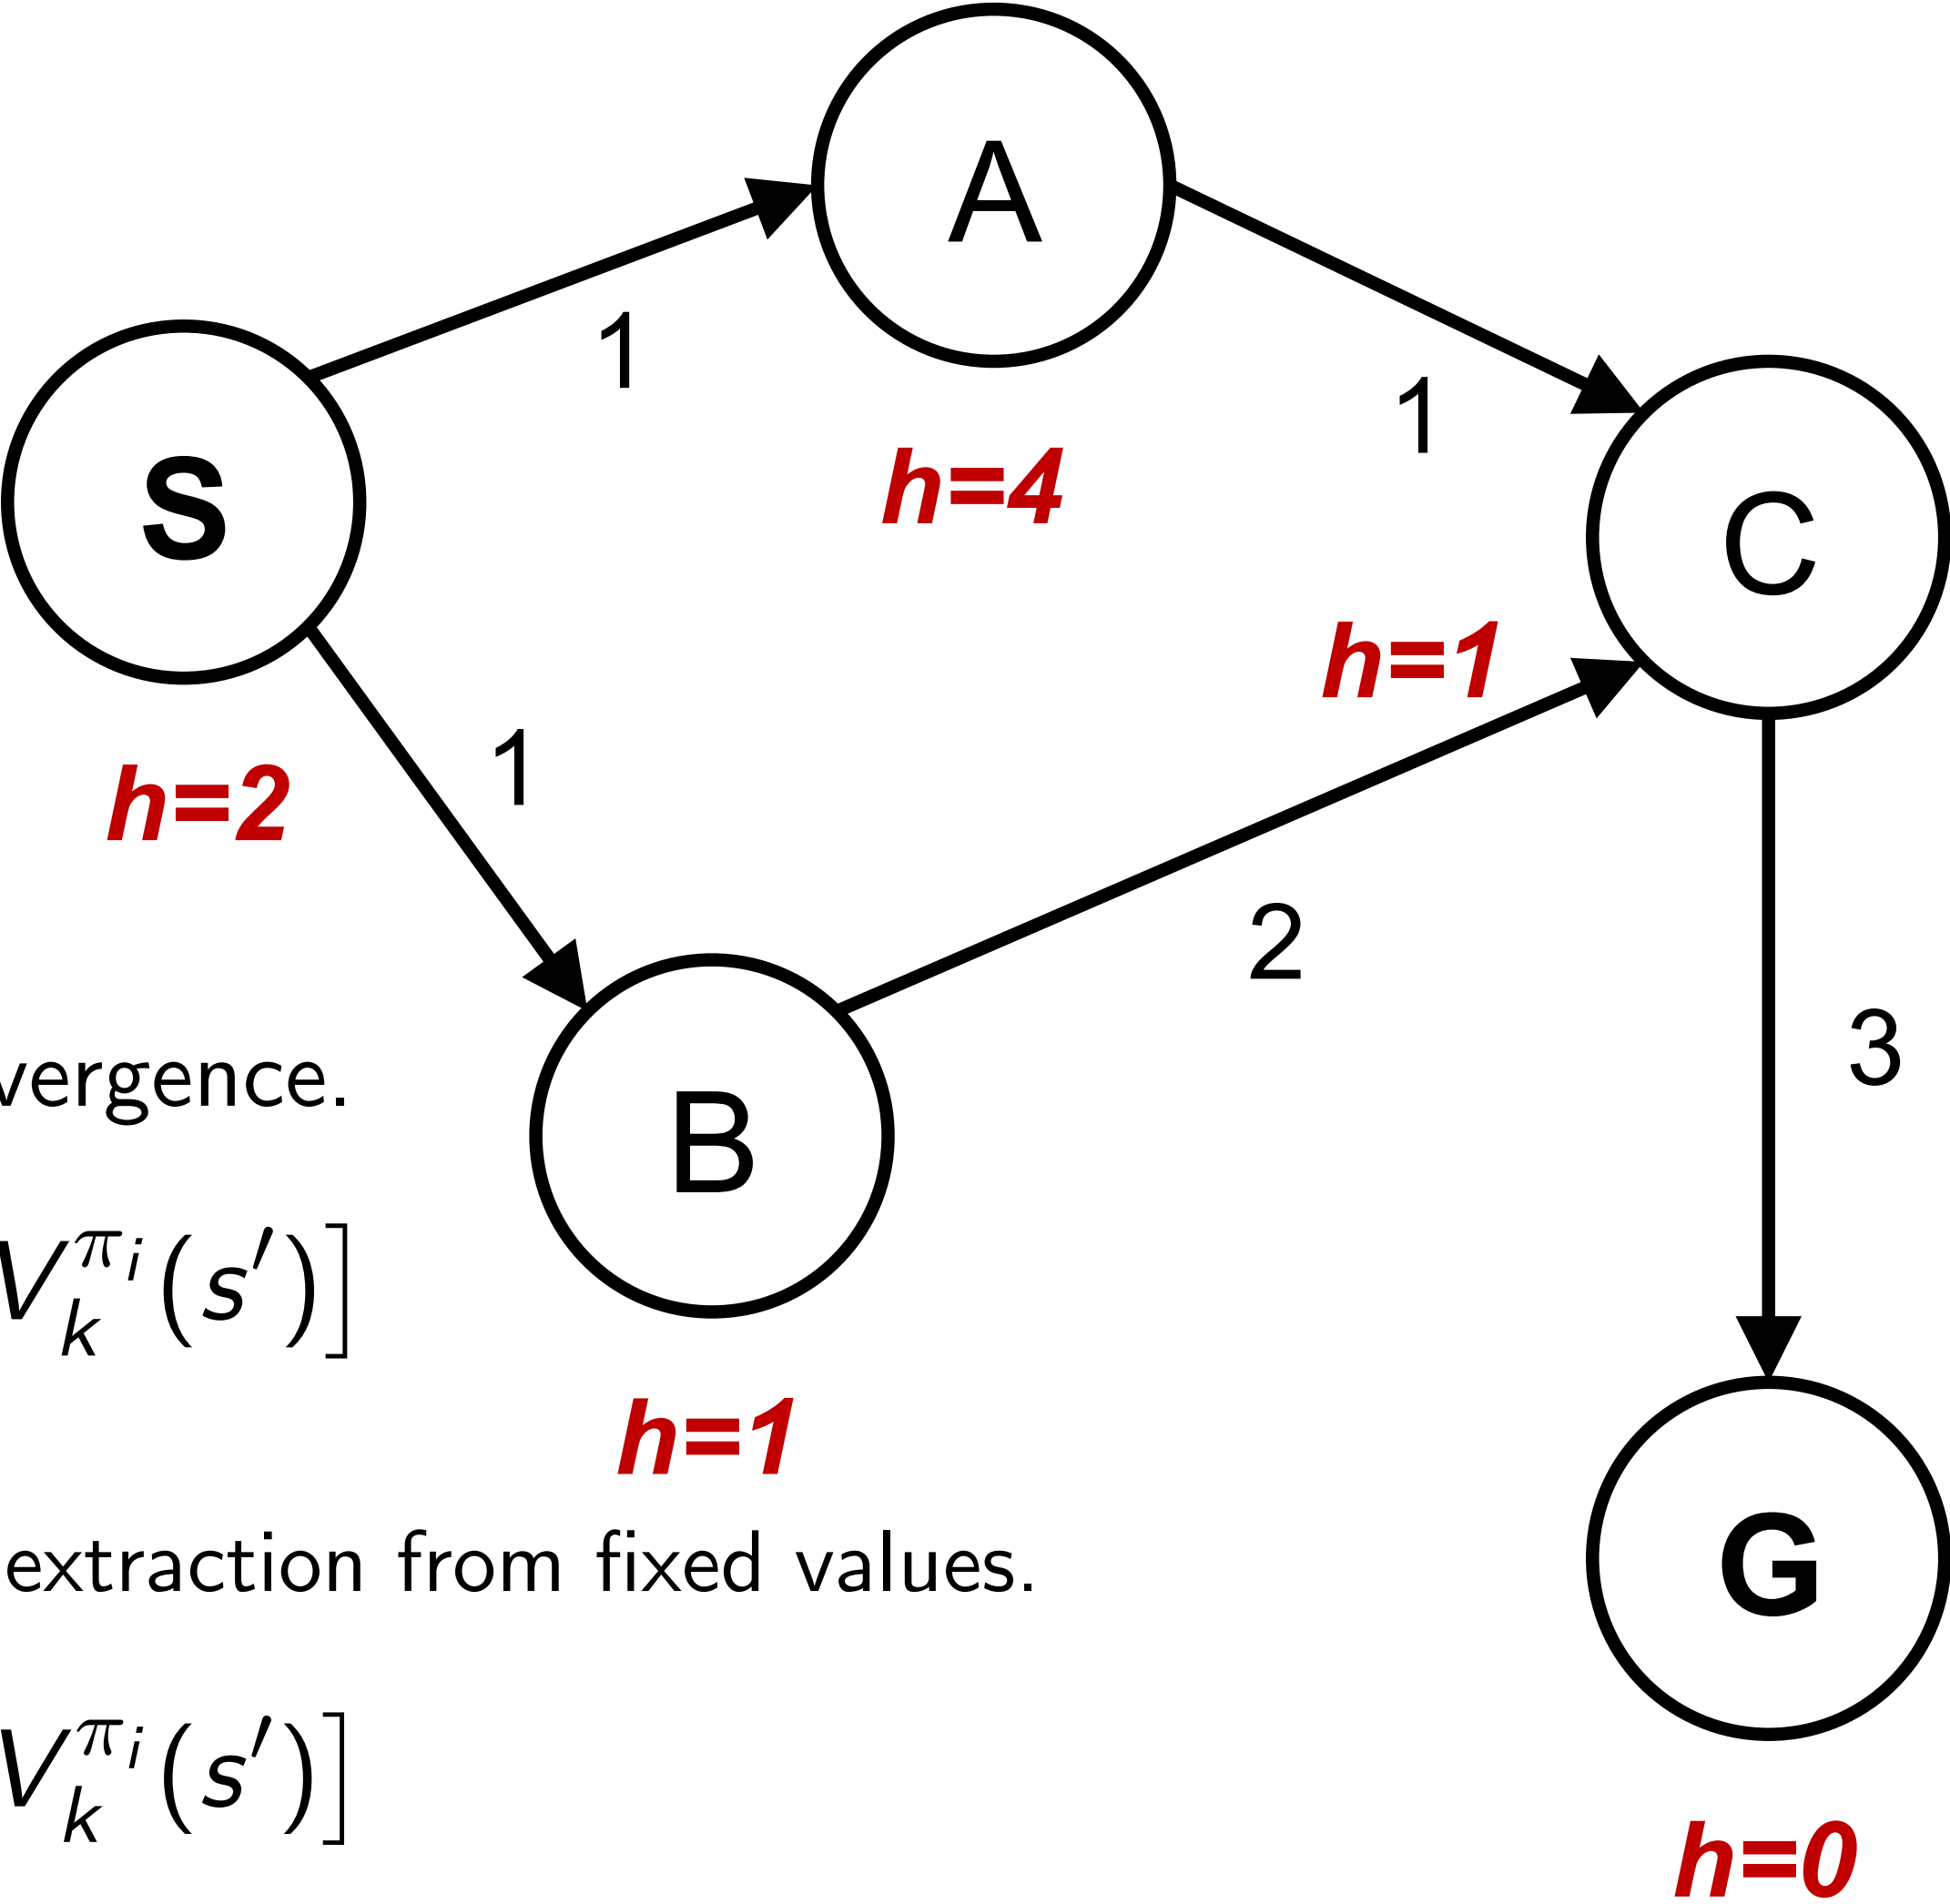 A
1
1
S
h=4
C
h=1
1
h=2
2
3
vergence.
B
V_k^{π_i}(s′)]
h=1
G
extraction from fixed values.
V_k^{π_i}(s′)]
h=0